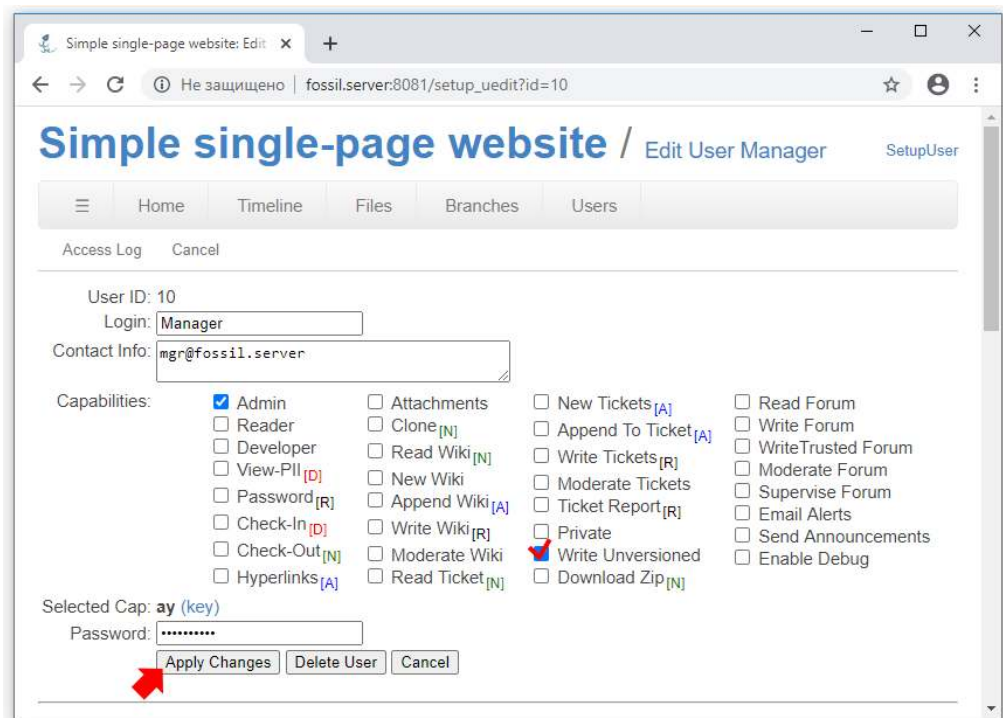 Simple single-page website: Edit
Не защищено | fossil.server:8081/setup_uedit?id=10
Simple single-page website / Edit User Manager SetupUser
☰ Home Timeline Files Branches Users
Access Log Cancel
User ID: 10
Login: Manager
Contact Info: mgr@fossil.server
Capabilities:
Admin
Reader
Developer
View-PII[D]
Password[R]
Check-In[D]
Check-Out[N]
Hyperlinks[A]
Attachments
Clone[N]
Read Wiki[N]
New Wiki
Append Wiki[A]
Write Wiki[R]
Moderate Wiki
Read Ticket[N]
New Tickets[A]
Append To Ticket[A]
Write Tickets[R]
Moderate Tickets
Ticket Report[R]
Private
Write Unversioned
Download Zip[N]
Read Forum
Write Forum
WriteTrusted Forum
Moderate Forum
Supervise Forum
Email Alerts
Send Announcements
Enable Debug
Selected Cap: ay (key)
Password: ••••••••••
Apply Changes Delete User Cancel